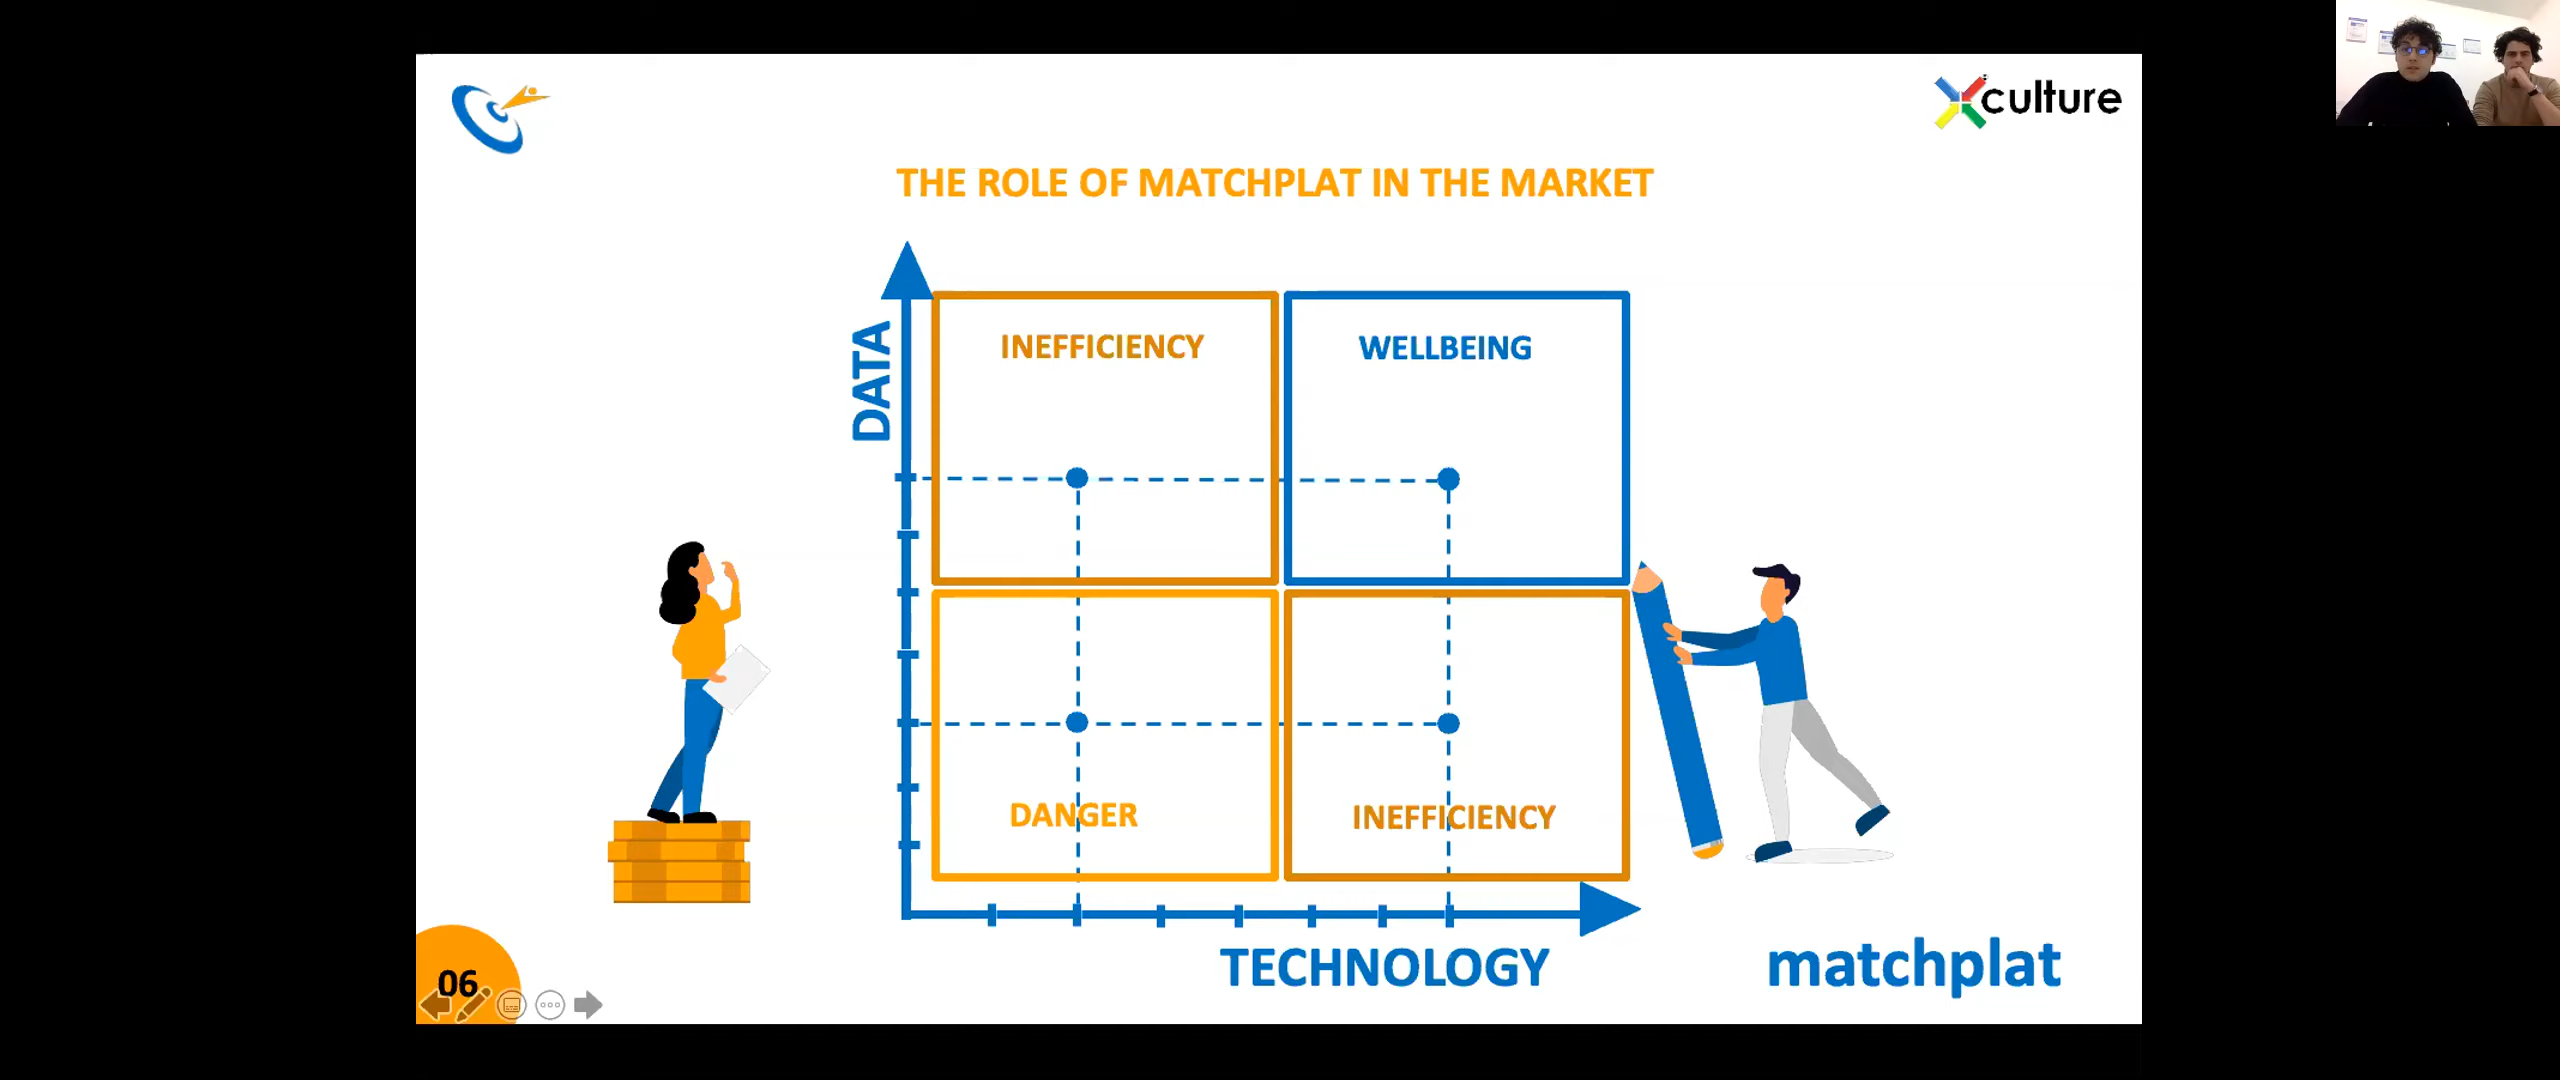 culture
THE ROLE OF MATCHPLAT IN THE MARKET
DATA
INEFFICIENCY
WELLBEING
DANGER
INEFFICIENCY
TECHNOLOGY
matchplat
06